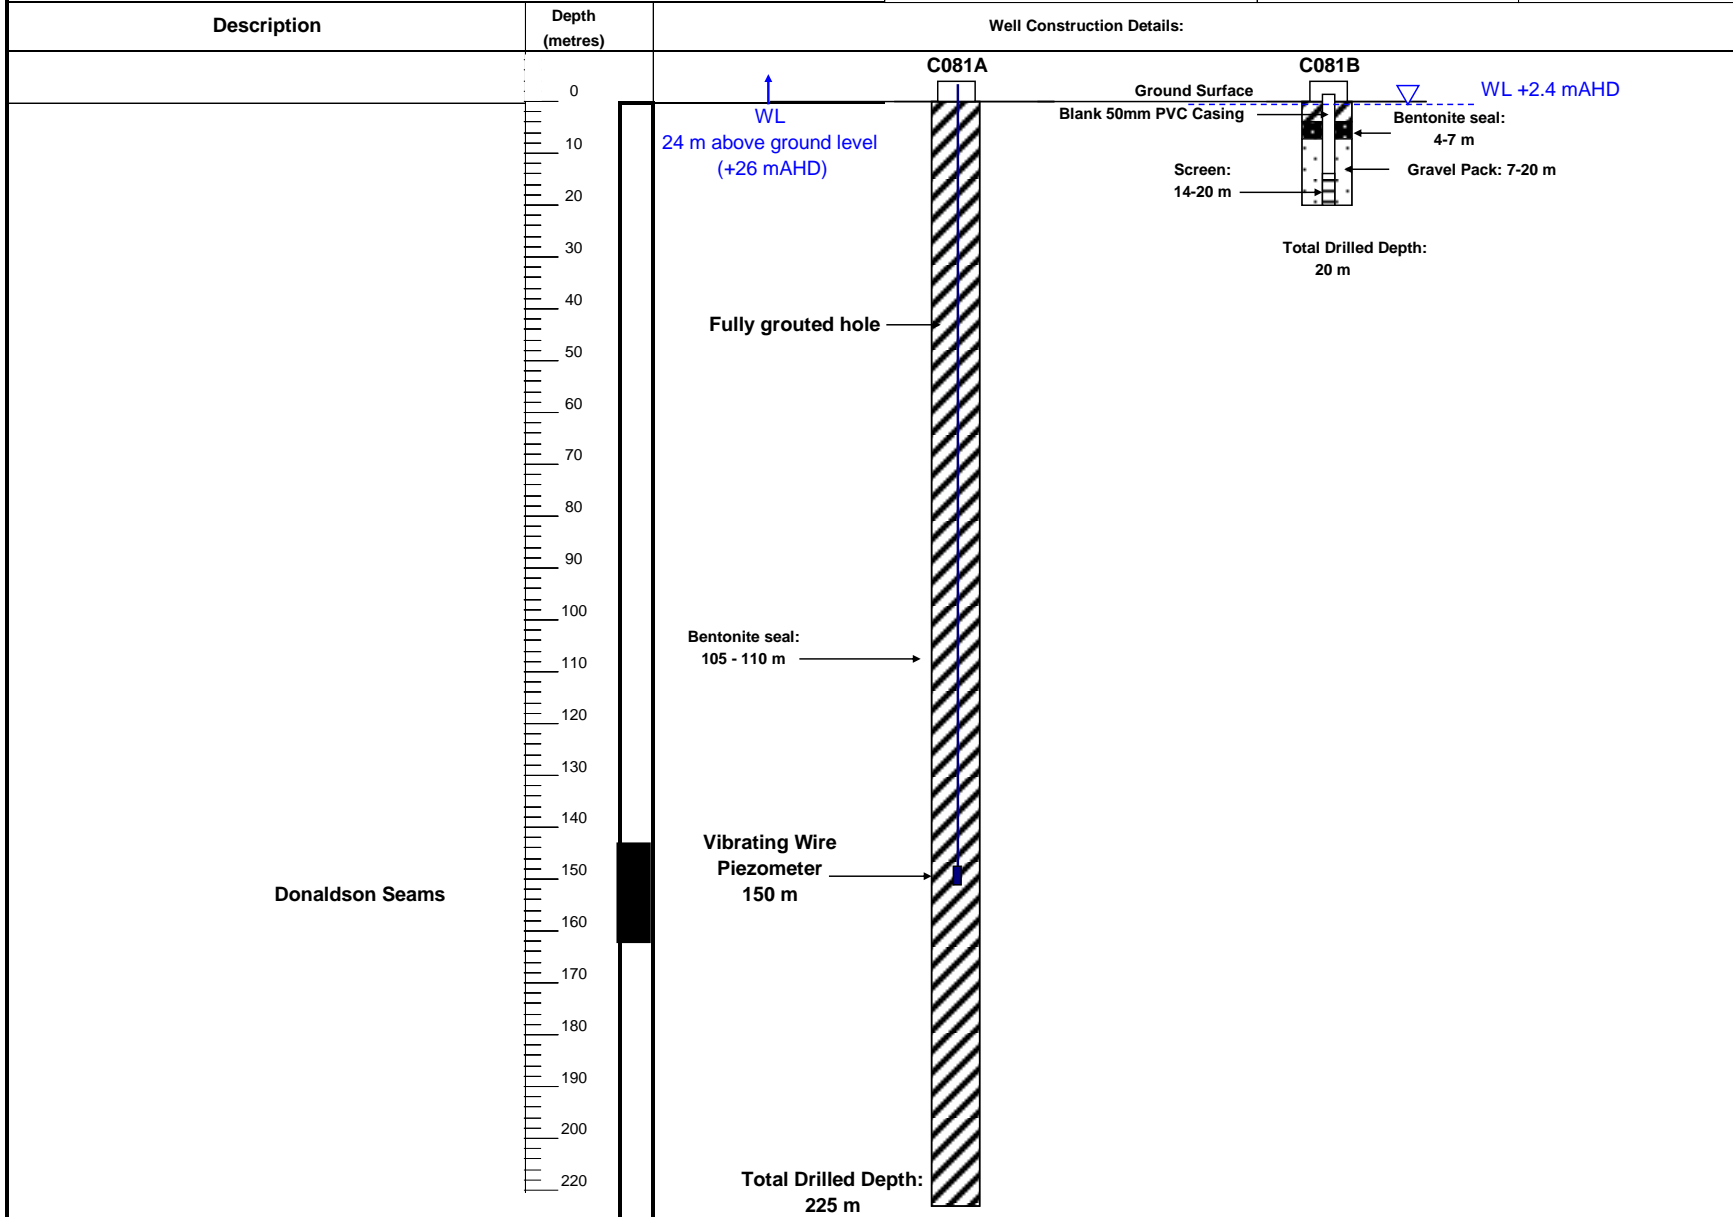 Description
Depth
(metres)
Well Construction Details:
C081A
C081B
0
Ground Surface
WL +2.4 mAHD
WL
Blank 50mm PVC Casing
Bentonite seal:
4-7 m
24 m above ground level
10
(+26 mAHD)
Screen:
14-20 m
Gravel Pack: 7-20 m
20
30
Total Drilled Depth:
20 m
40
Fully grouted hole
50
60
70
80
90
100
Bentonite seal:
105 - 110 m
110
120
130
140
Vibrating Wire
Piezometer
150 m
150
Donaldson Seams
160
170
180
190
200
220
Total Drilled Depth:
225 m